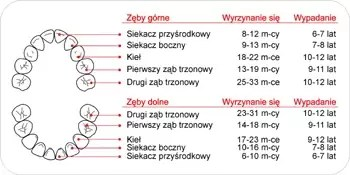 Zęby górne Wyrzynanie się Wypadanie
Siekacz przyśrodkowy 8-12 m-cy 6-7 lat
Siekacz boczny 9-13 m-cy 7-8 lat
Kieł 18-22 m-ce 10-12 lat
Pierwszy ząb trzonowy 13-19 m-cy 9-11 lat
Drugi ząb trzonowy 25-33 m-ce 10-12 lat
Zęby dolne Wyrzynanie się Wypadanie
Drugi ząb trzonowy 23-31 m-cy 10-12 lat
Pierwszy ząb trzonowy 14-18 m-cy 9-11 lat
Kieł 17-23 m-ce 9-12 lat
Siekacz boczny 10-16 m-cy 7-8 lat
Siekacz przyśrodkowy 6-10 m-cy 6-7 lat